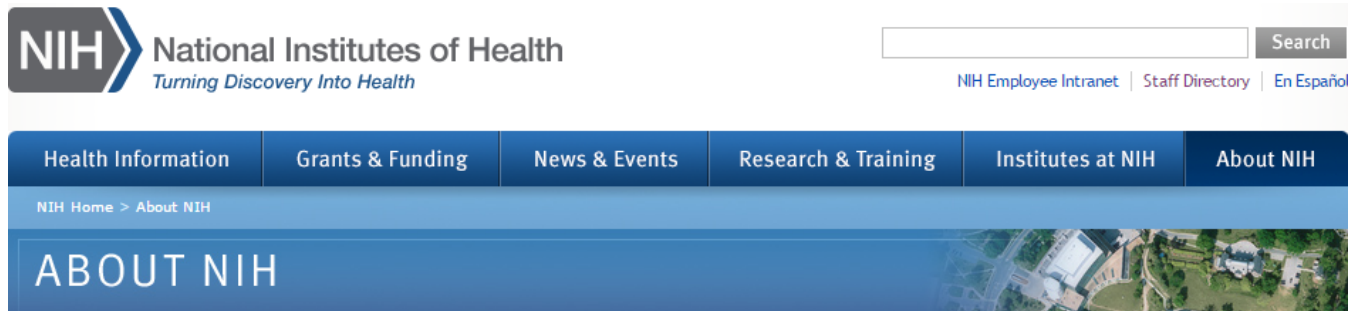 NIH National Institutes of Health
Turning Discovery Into Health
Search
NIH Employee Intranet | Staff Directory | En Español
Health Information Grants & Funding News & Events Research & Training Institutes at NIH About NIH
NIH Home > About NIH
ABOUT NIH